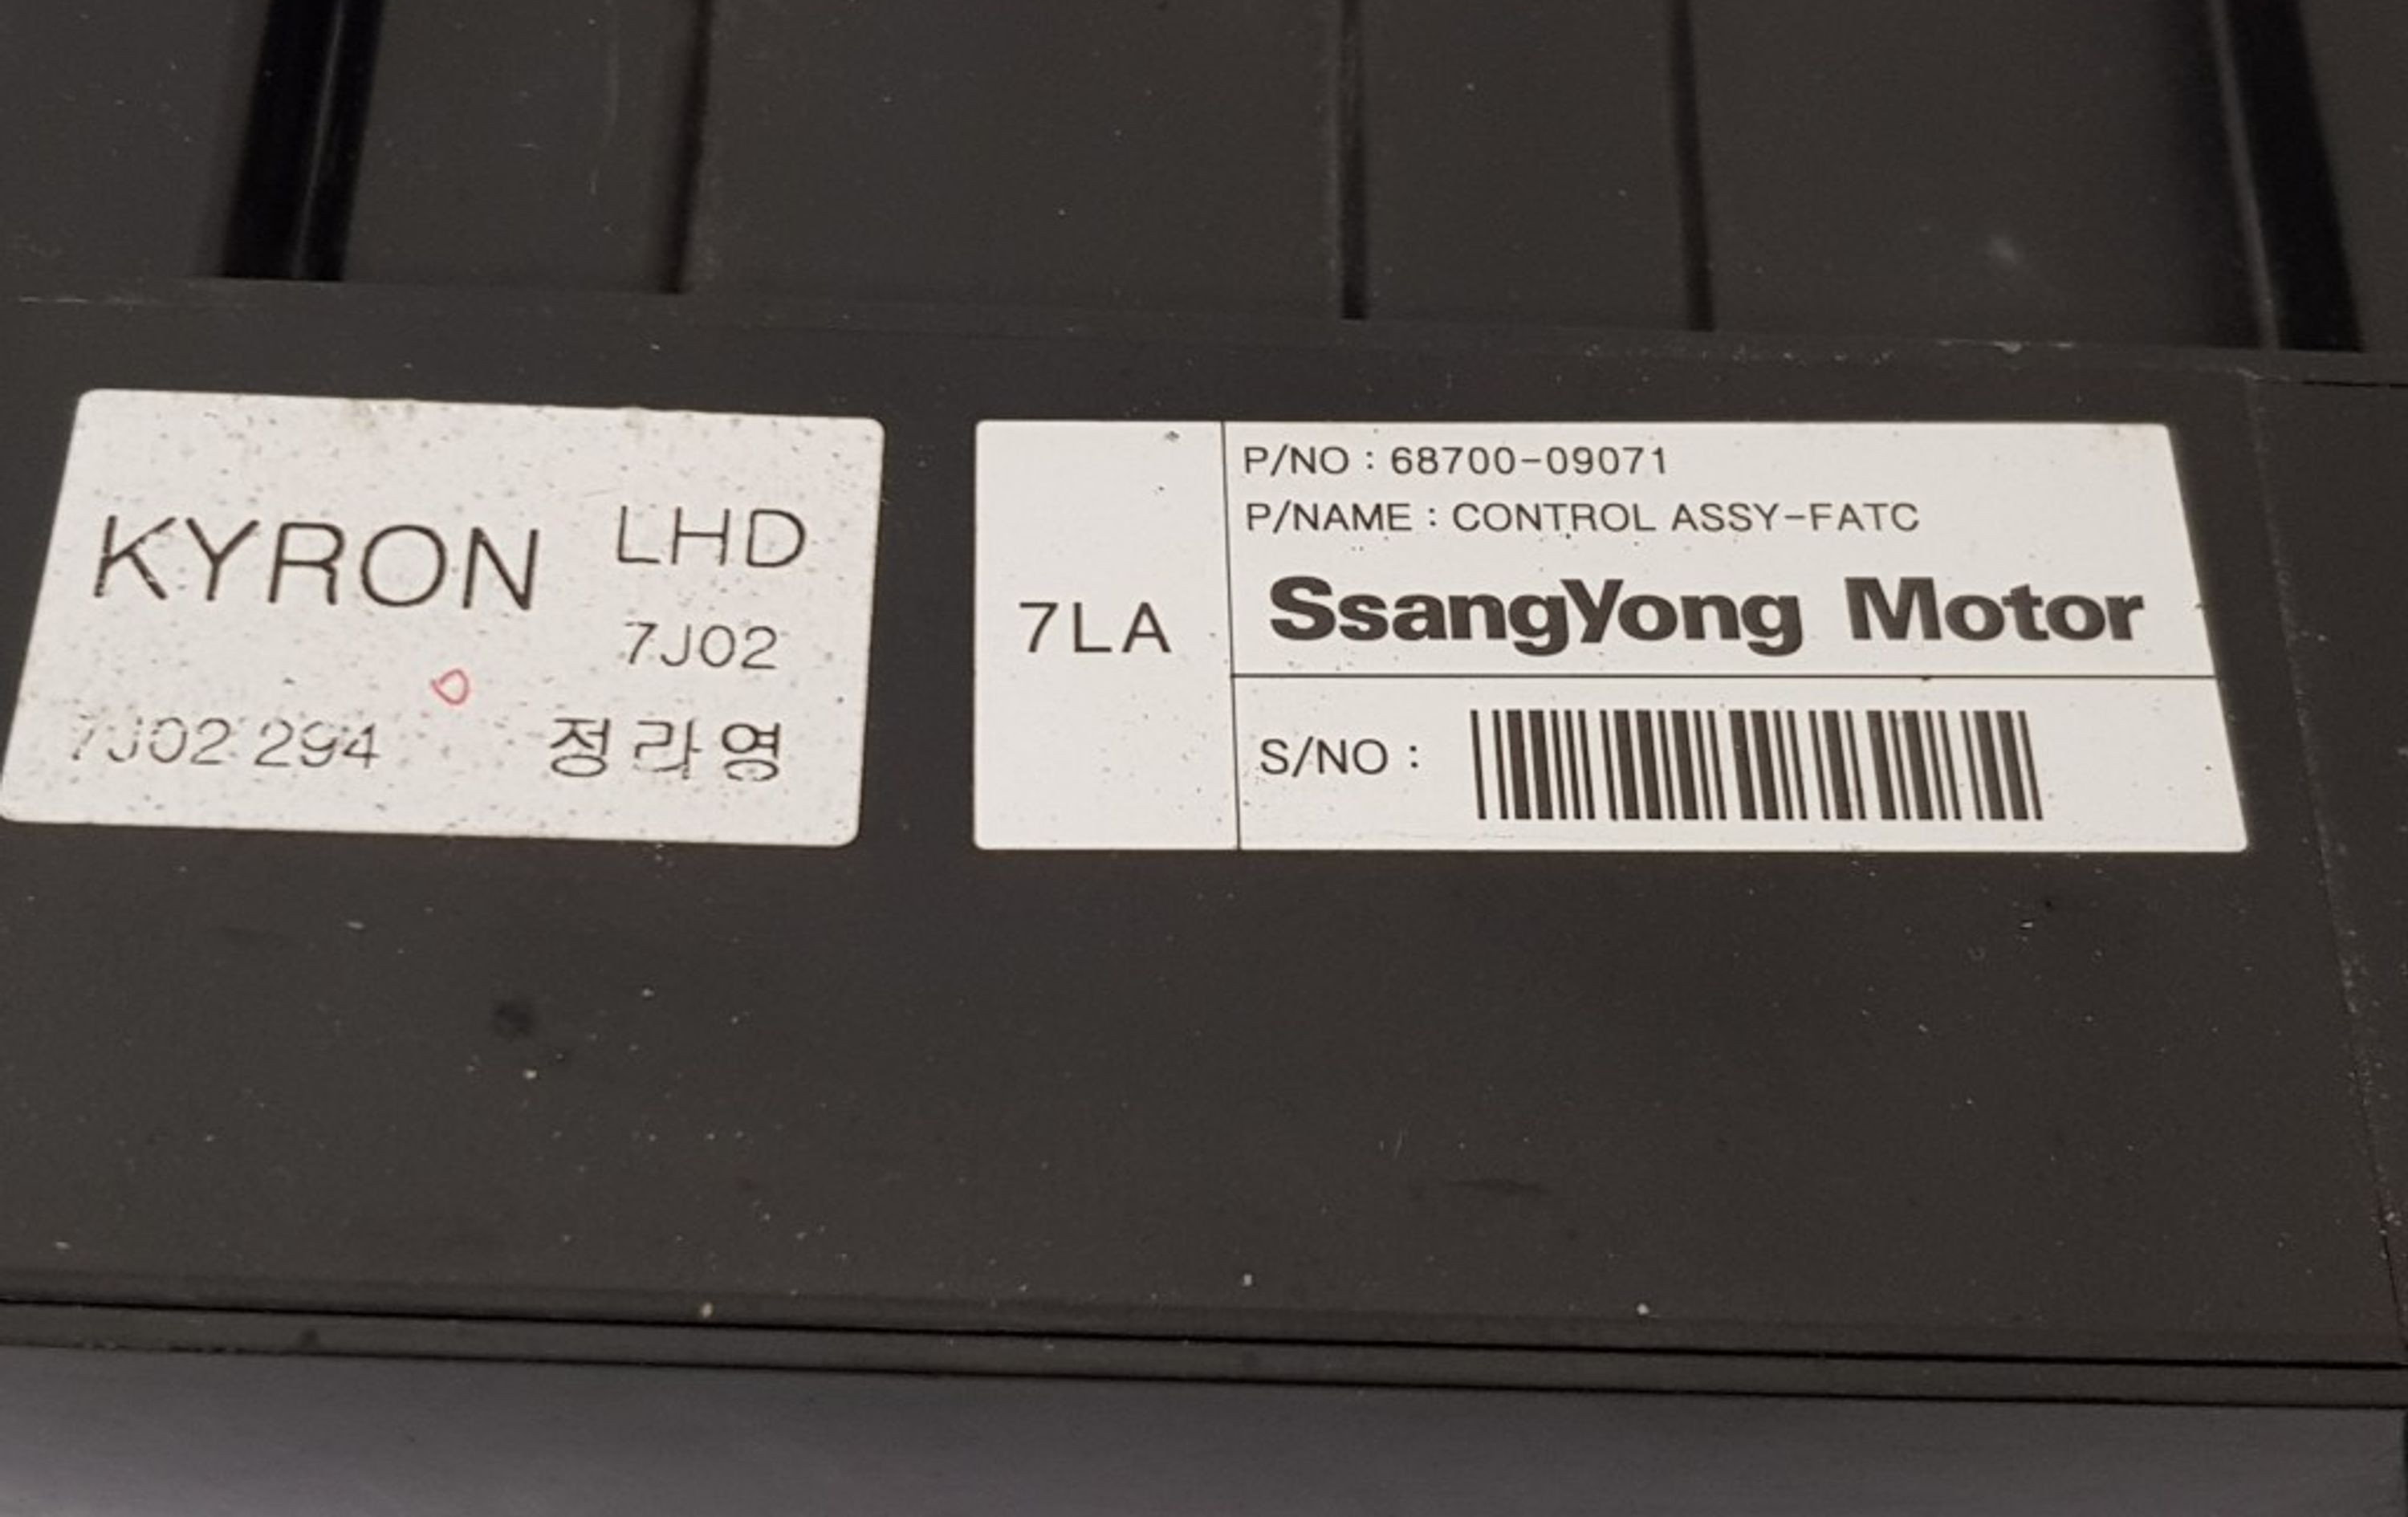 KYRON LHD
7J02
7J02 294 정라영
7LA
P/NO : 68700-09071
P/NAME : CONTROL ASSY-FATC
SsangYong Motor
S/NO :